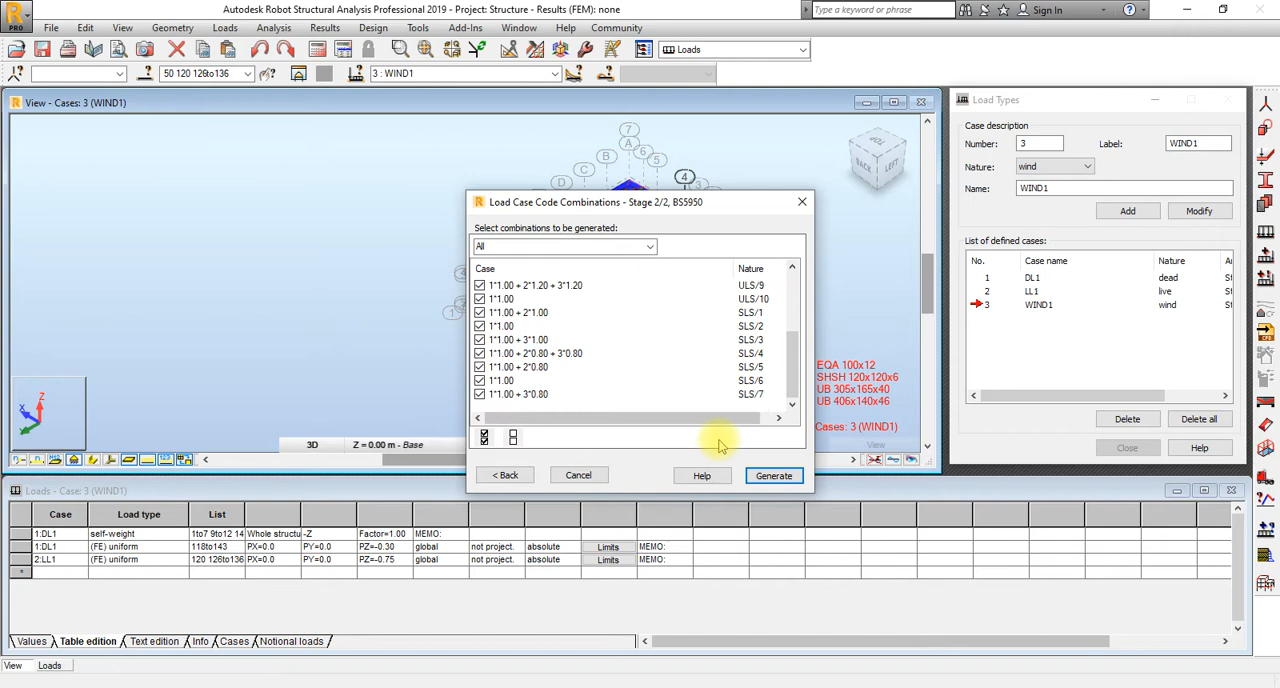 PRO
Autodesk Robot Structural Analysis Professional 2019 - Project: Structure - Results (FEM): none
Type a keyword or phrase
Sign In
File Edit View Geometry Loads Analysis Results Design Tools Add-Ins Window Help Community
Loads
50 120 126to136
3 : WIND1
View - Cases: 3 (WIND1)
7
A
B 6
C 5
D 4
3
1
BACK LEFT
Z
X
EQA 100x12
SHSH 120x120x6
UB 305x165x40
UB 406x140x46
Cases: 3 (WIND1)
3D Z = 0.00 m - Base
View
Load Case Code Combinations - Stage 2/2, BS5950
Select combinations to be generated:
All
Case Nature
1*1.00 + 2*1.20 + 3*1.20 ULS/9
1*1.00 ULS/10
1*1.00 + 2*1.00 SLS/1
1*1.00 SLS/2
1*1.00 + 3*1.00 SLS/3
1*1.00 + 2*0.80 + 3*0.80 SLS/4
1*1.00 + 2*0.80 SLS/5
1*1.00 SLS/6
1*1.00 + 3*0.80 SLS/7
< Back Cancel Help Generate
Load Types
Case description
Number: 3 Label: WIND1
Nature: wind
Name: WIND1
Add Modify
List of defined cases:
No. Case name Nature
1 DL1 dead St
2 LL1 live St
3 WIND1 wind St
Delete Delete all
Close Help
Loads - Case: 3 (WIND1)
Case Load type List
1:DL1 self-weight 1to7 9to12 14 Whole structu -Z Factor=1.00 MEMO:
1:DL1 (FE) uniform 118to143 PX=0.0 PY=0.0 PZ=-0.30 global not project. absolute Limits MEMO:
2:LL1 (FE) uniform 120 126to136 PX=0.0 PY=0.0 PZ=-0.75 global not project. absolute Limits MEMO:
*
Values Table edition Text edition Info Cases Notional loads
View Loads